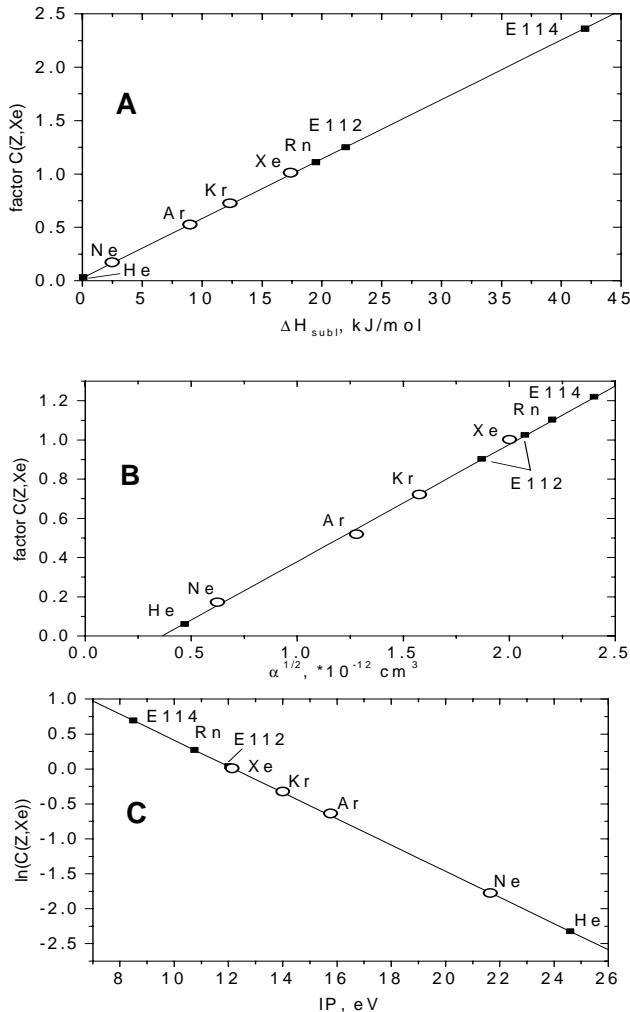 2.5
2.0
1.5
1.0
0.5
0.0
factor C(Z,Xe)
A
E114
E112
Rn
Xe
Kr
Ar
Ne
He
0 5 10 15 20 25 30 35 40 45
ΔH_subl, kJ/mol
1.2
1.0
0.8
0.6
0.4
0.2
0.0
factor C(Z,Xe)
B
E114
Rn
Xe
E112
Kr
Ar
Ne
He
0.0 0.5 1.0 1.5 2.0 2.5
α^1/2, *10^-12 cm^3
1.0
0.5
0.0
-0.5
-1.0
-1.5
-2.0
-2.5
ln(C(Z,Xe))
C
E114
Rn
E112
Xe
Kr
Ar
Ne
He
8 10 12 14 16 18 20 22 24 26
IP, eV